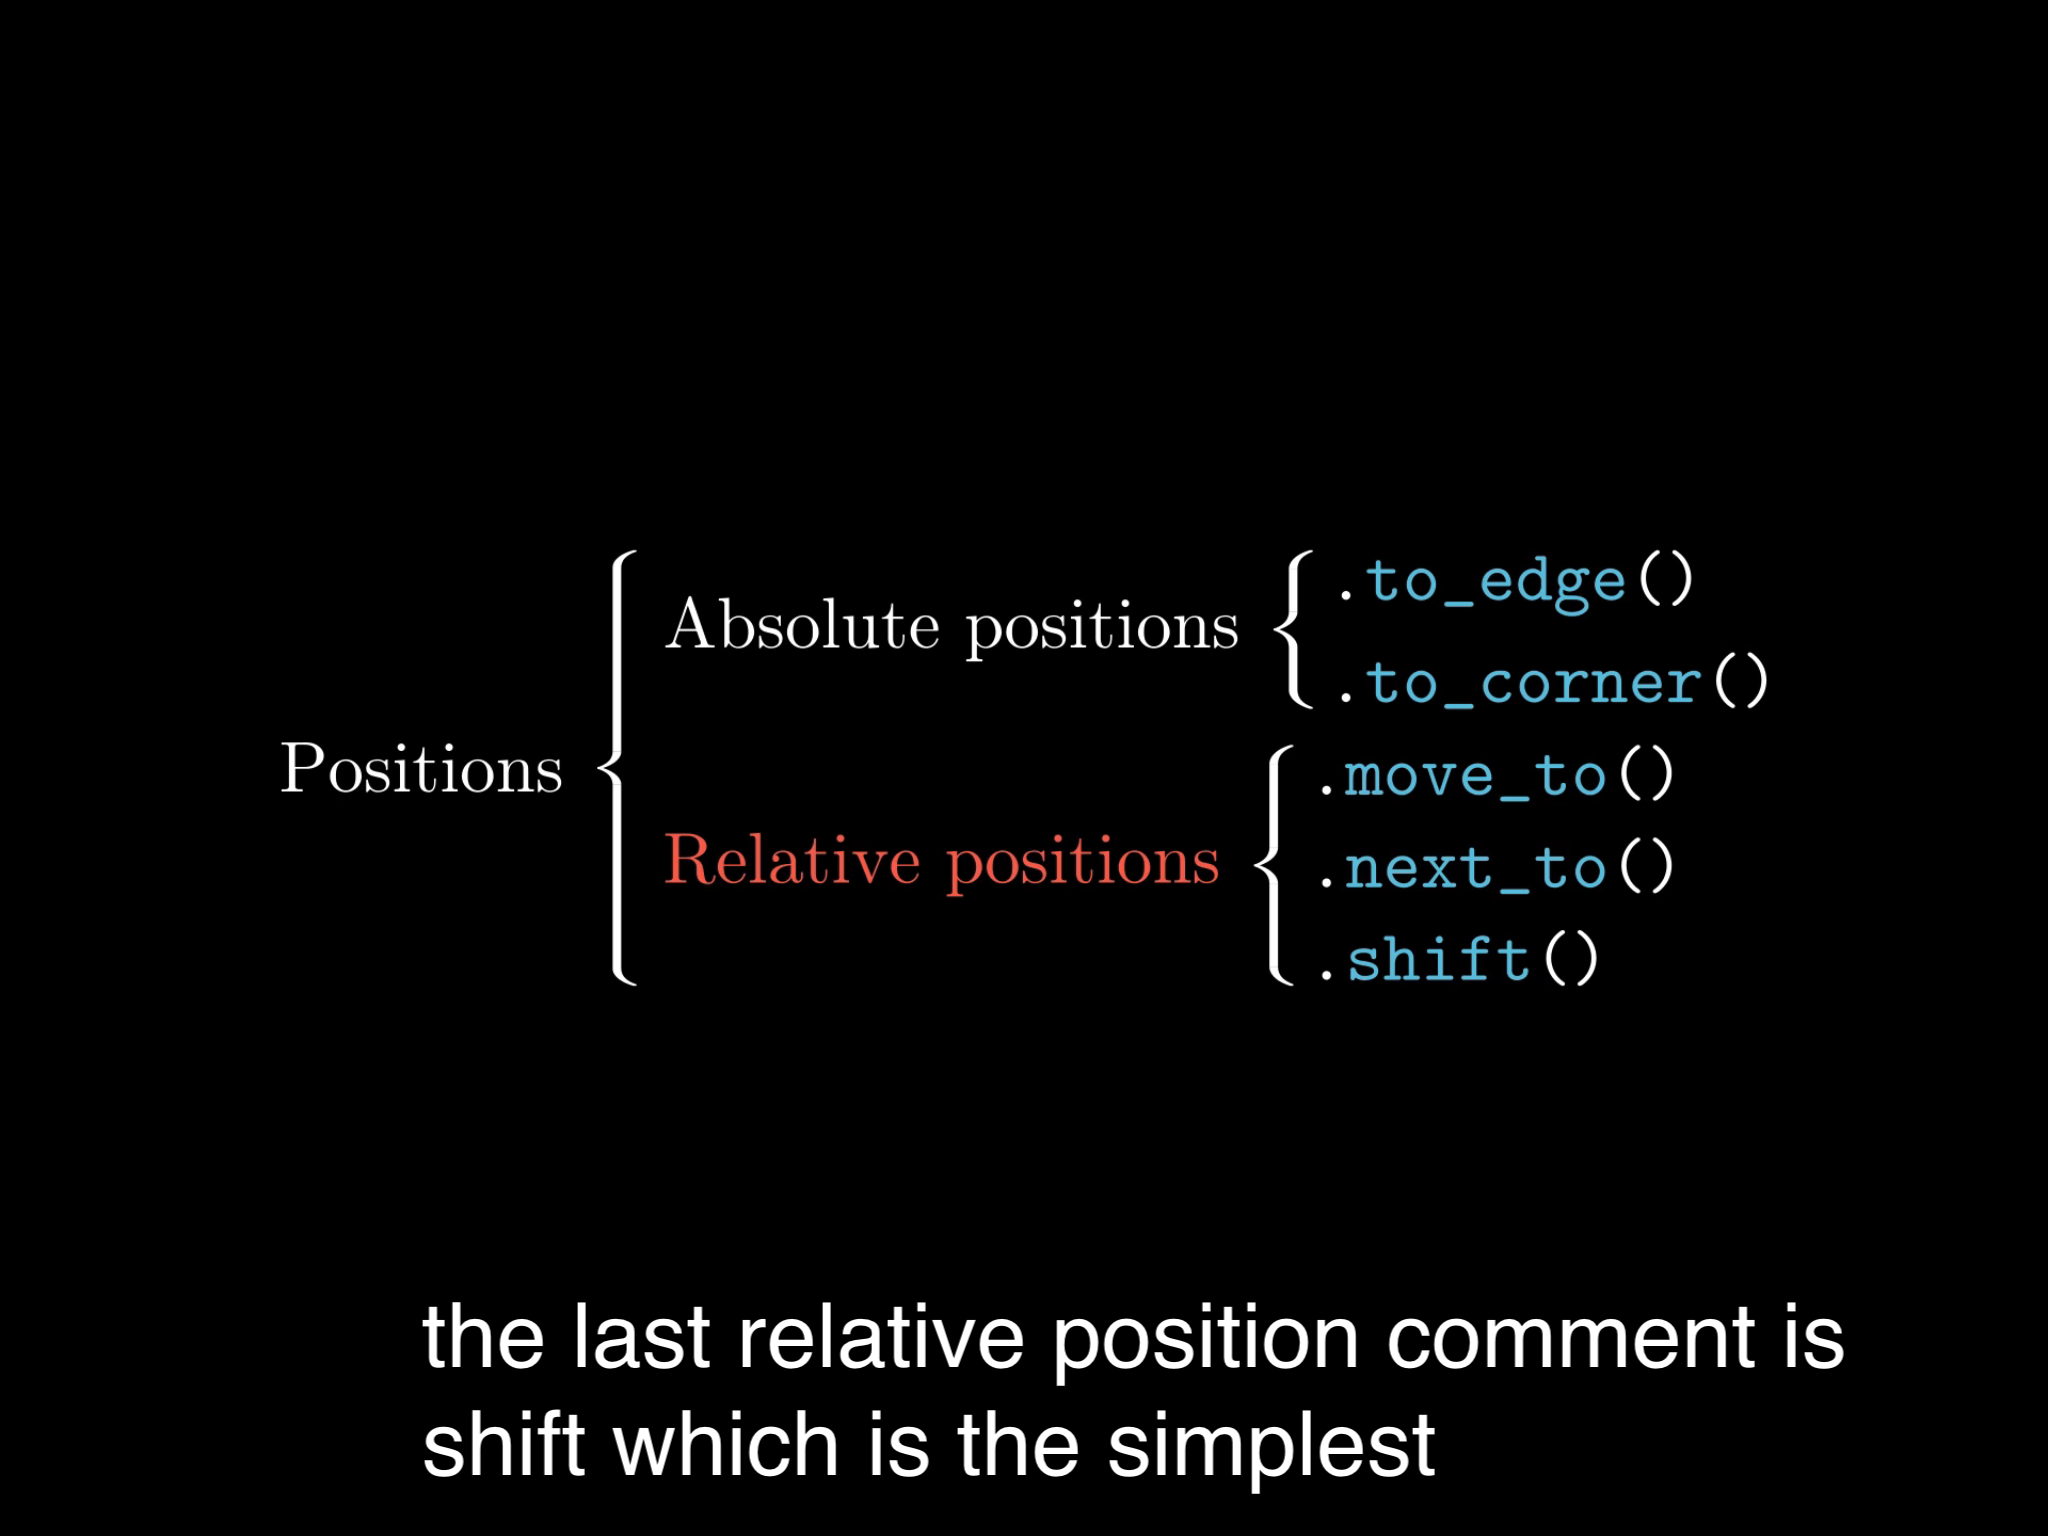 Positions
Absolute positions
.to_edge()
.to_corner()
Relative positions
.move_to()
.next_to()
.shift()
the last relative position comment is
shift which is the simplest